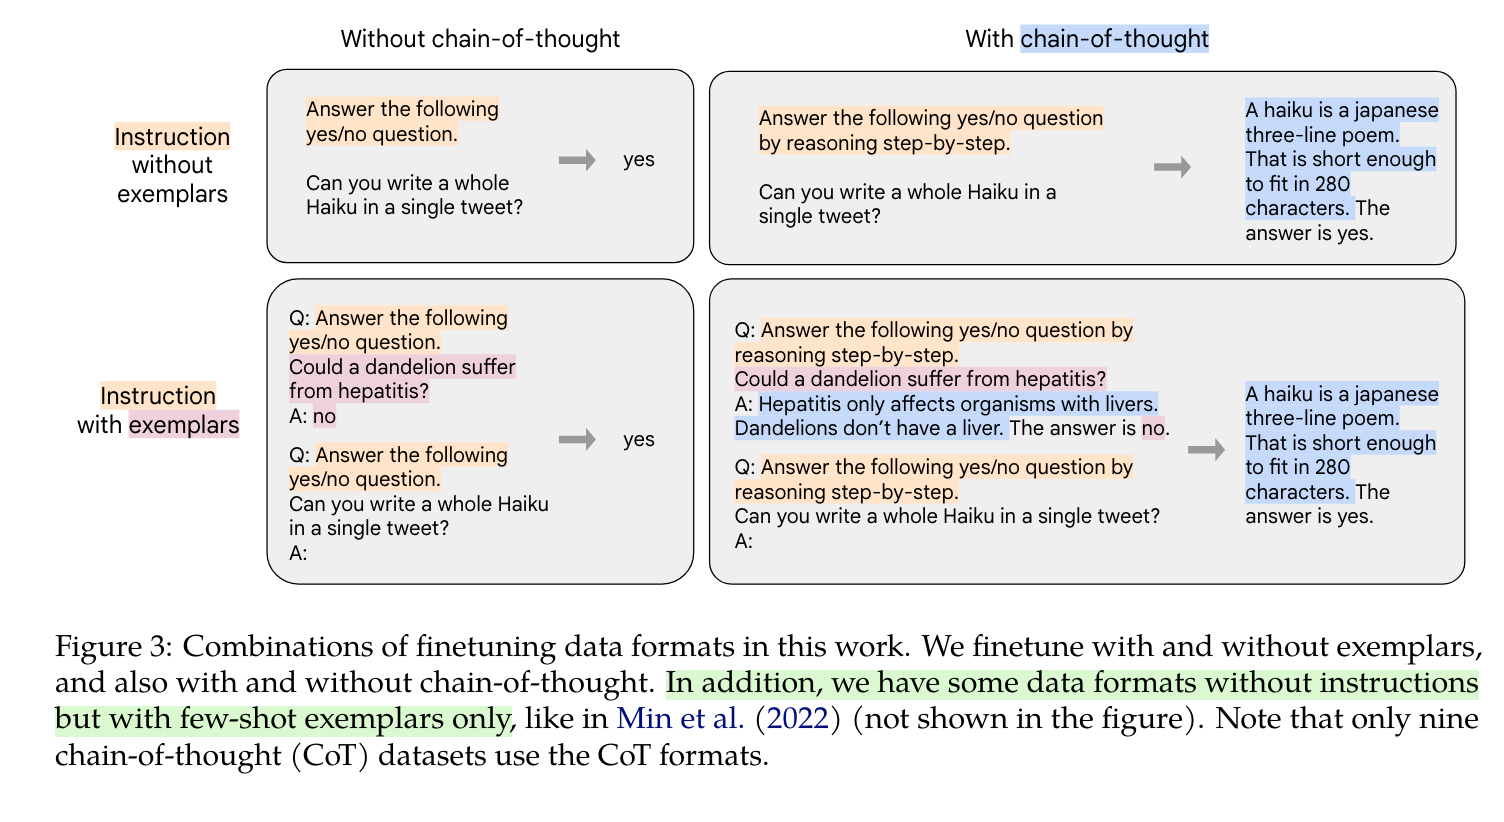 Without chain-of-thought
With chain-of-thought
Instruction
without
exemplars
Answer the following
yes/no question.
Can you write a whole
Haiku in a single tweet?
yes
Answer the following yes/no question
by reasoning step-by-step.
Can you write a whole Haiku in a
single tweet?
A haiku is a japanese
three-line poem.
That is short enough
to fit in 280
characters. The
answer is yes.
Instruction
with exemplars
Q: Answer the following
yes/no question.
Could a dandelion suffer
from hepatitis?
A: no
Q: Answer the following
yes/no question.
Can you write a whole Haiku
in a single tweet?
A:
yes
Q: Answer the following yes/no question by
reasoning step-by-step.
Could a dandelion suffer from hepatitis?
A: Hepatitis only affects organisms with livers.
Dandelions don’t have a liver. The answer is no.
Q: Answer the following yes/no question by
reasoning step-by-step.
Can you write a whole Haiku in a single tweet?
A:
A haiku is a japanese
three-line poem.
That is short enough
to fit in 280
characters. The
answer is yes.
Figure 3: Combinations of finetuning data formats in this work. We finetune with and without exemplars,
and also with and without chain-of-thought. In addition, we have some data formats without instructions
but with few-shot exemplars only, like in Min et al. (2022) (not shown in the figure). Note that only nine
chain-of-thought (CoT) datasets use the CoT formats.